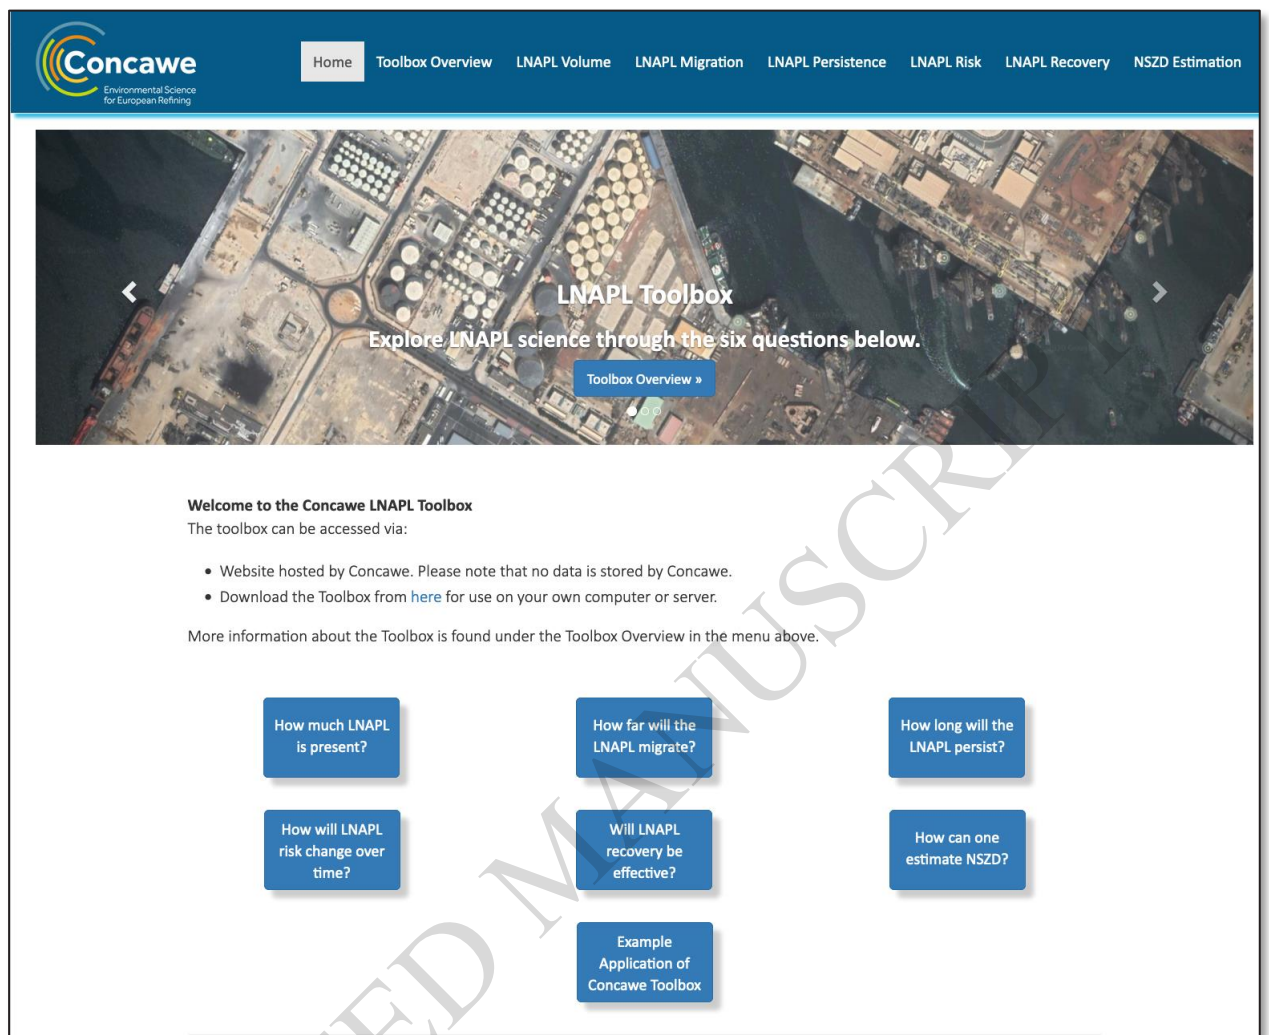 Concawe
Environmental Science
for European Refining
Home Toolbox Overview LNAPL Volume LNAPL Migration LNAPL Persistence LNAPL Risk LNAPL Recovery NSZD Estimation
LNAPL Toolbox
Explore LNAPL science through the six questions below.
Toolbox Overview »
Welcome to the Concawe LNAPL Toolbox
The toolbox can be accessed via:
• Website hosted by Concawe. Please note that no data is stored by Concawe.
• Download the Toolbox from here for use on your own computer or server.
More information about the Toolbox is found under the Toolbox Overview in the menu above.
How much LNAPL
is present?
How far will the
LNAPL migrate?
How long will the
LNAPL persist?
How will LNAPL
risk change over
time?
Will LNAPL
recovery be
effective?
How can one
estimate NSZD?
Example
Application of
Concawe Toolbox
TED MANUSCRIPT